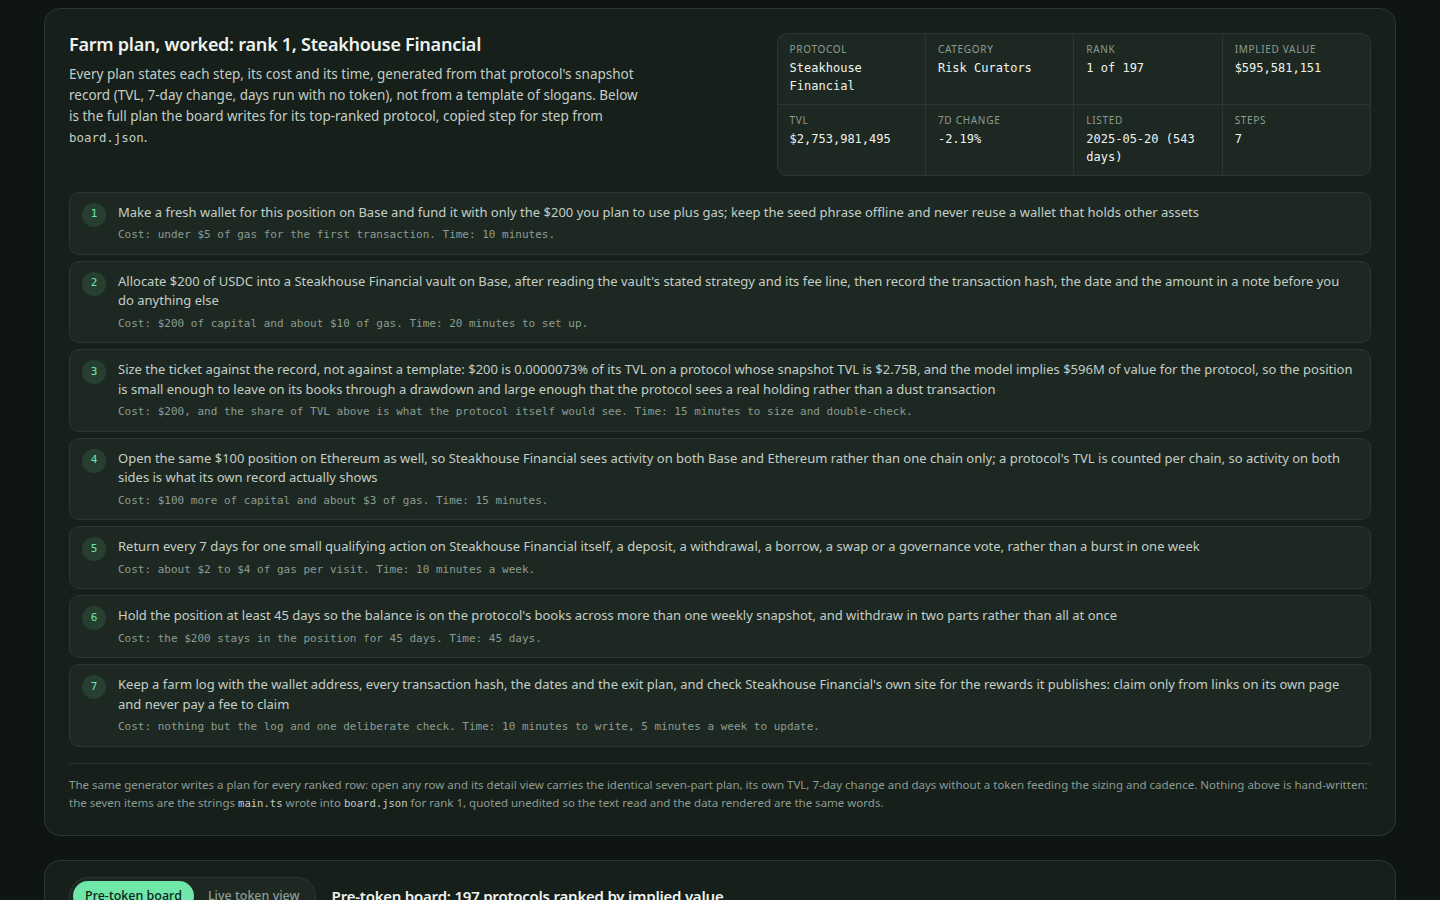 Farm plan, worked: rank 1, Steakhouse Financial
Every plan states each step, its cost and its time, generated from that protocol's snapshot
record (TVL, 7-day change, days run with no token), not from a template of slogans. Below
is the full plan the board writes for its top-ranked protocol, copied step for step from
board.json.
PROTOCOL
Steakhouse
Financial
CATEGORY
Risk Curators
RANK
1 of 197
IMPLIED VALUE
$595,581,151
TVL
$2,753,981,495
7D CHANGE
-2.19%
LISTED
2025-05-20 (543
days)
STEPS
7
1
Make a fresh wallet for this position on Base and fund it with only the $200 you plan to use plus gas; keep the seed phrase offline and never reuse a wallet that holds other assets
Cost: under $5 of gas for the first transaction. Time: 10 minutes.
2
Allocate $200 of USDC into a Steakhouse Financial vault on Base, after reading the vault's stated strategy and its fee line, then record the transaction hash, the date and the amount in a note before you
do anything else
Cost: $200 of capital and about $10 of gas. Time: 20 minutes to set up.
3
Size the ticket against the record, not against a template: $200 is 0.0000073% of its TVL on a protocol whose snapshot TVL is $2.75B, and the model implies $596M of value for the protocol, so the position
is small enough to leave on its books through a drawdown and large enough that the protocol sees a real holding rather than a dust transaction
Cost: $200, and the share of TVL above is what the protocol itself would see. Time: 15 minutes to size and double-check.
4
Open the same $100 position on Ethereum as well, so Steakhouse Financial sees activity on both Base and Ethereum rather than one chain only; a protocol's TVL is counted per chain, so activity on both
sides is what its own record actually shows
Cost: $100 more of capital and about $3 of gas. Time: 15 minutes.
5
Return every 7 days for one small qualifying action on Steakhouse Financial itself, a deposit, a withdrawal, a borrow, a swap or a governance vote, rather than a burst in one week
Cost: about $2 to $4 of gas per visit. Time: 10 minutes a week.
6
Hold the position at least 45 days so the balance is on the protocol's books across more than one weekly snapshot, and withdraw in two parts rather than all at once
Cost: the $200 stays in the position for 45 days. Time: 45 days.
7
Keep a farm log with the wallet address, every transaction hash, the dates and the exit plan, and check Steakhouse Financial's own site for the rewards it publishes: claim only from links on its own page
and never pay a fee to claim
Cost: nothing but the log and one deliberate check. Time: 10 minutes to write, 5 minutes a week to update.
The same generator writes a plan for every ranked row: open any row and its detail view carries the identical seven-part plan, its own TVL, 7-day change and days without a token feeding the sizing and cadence. Nothing above is hand-written:
the seven items are the strings main.ts wrote into board.json for rank 1, quoted unedited so the text read and the data rendered are the same words.
Pre-token board
Live token view
Pre-token board: 197 protocols ranked by implied value